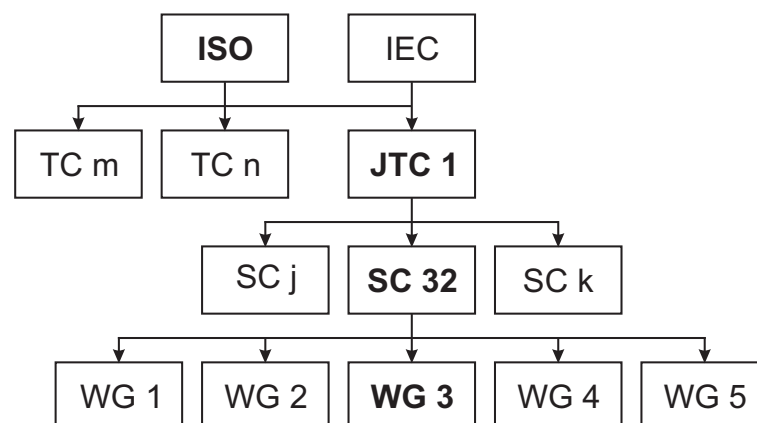 ISO
IEC
TC m
TC n
JTC 1
SC j
SC 32
SC k
WG 1
WG 2
WG 3
WG 4
WG 5